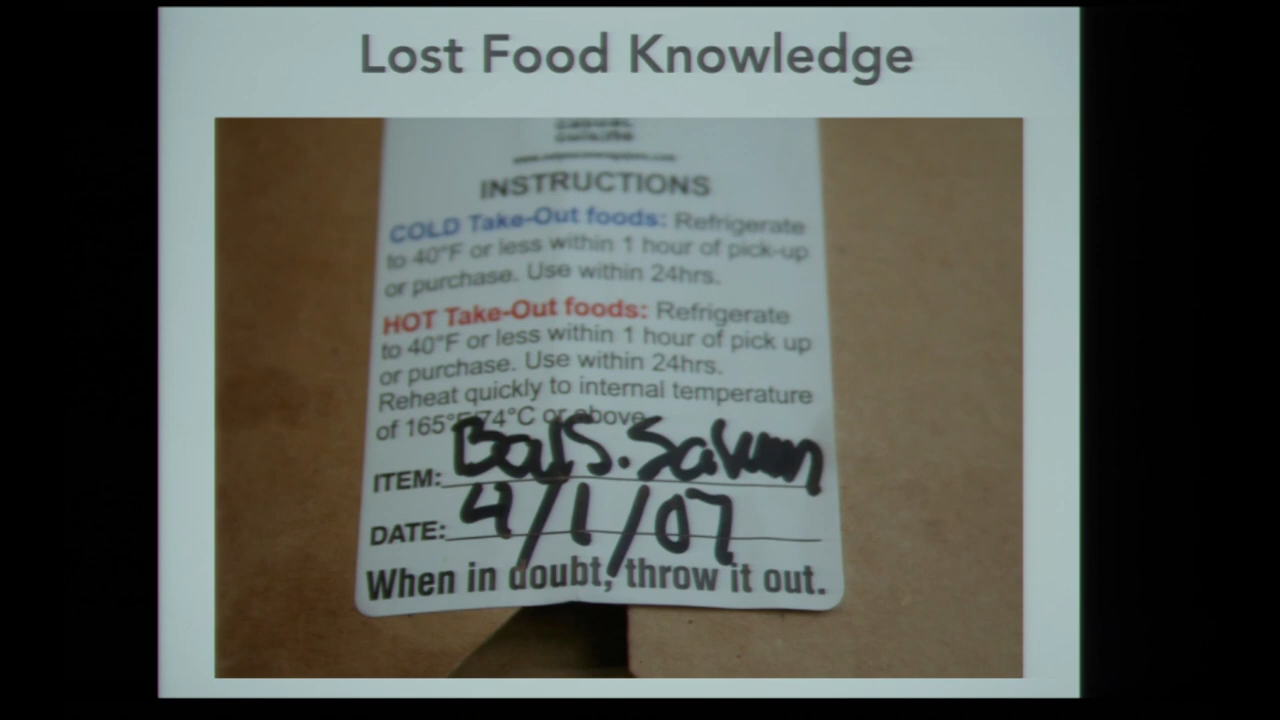 Lost Food Knowledge
INSTRUCTIONS
COLD Take-Out foods: Refrigerate
to 40°F or less within 1 hour of pick-up
or purchase. Use within 24hrs.
HOT Take-Out foods: Refrigerate
to 40°F or less within 1 hour of pick up
or purchase. Use within 24hrs.
Reheat quickly to internal temperature
of 165°F/74°C or above
ITEM: Bals. Salmon
DATE: 4/1/07
When in doubt, throw it out.